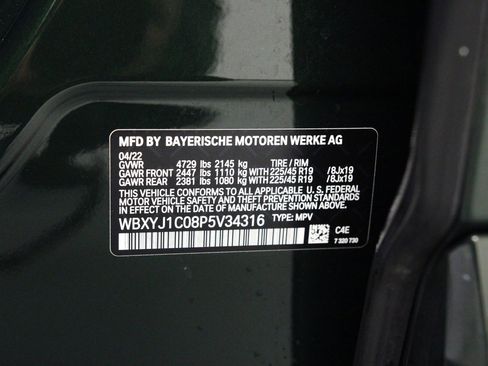 MFD BY BAYERISCHE MOTOREN WERKE AG
04/22
GVWR 4729 lbs 2145 kg TIRE / RIM
GAWR FRONT 2447 lbs 1110 kg WITH 225/45 R19 /8Jx19
GAWR REAR 2381 lbs 1080 kg WITH 225/45 R19 /8Jx19
THIS VEHICLE CONFORMS TO ALL APPLICABLE U. S. FEDERAL
MOTOR VEHICLE SAFETY AND THEFT PREVENTION
STANDARDS IN EFFECT ON THE DATE OF MANUFACTURE
SHOWN ABOVE.
WBXYJ1C08P5V34316 TYPE: MPV
C4E
7 320 730